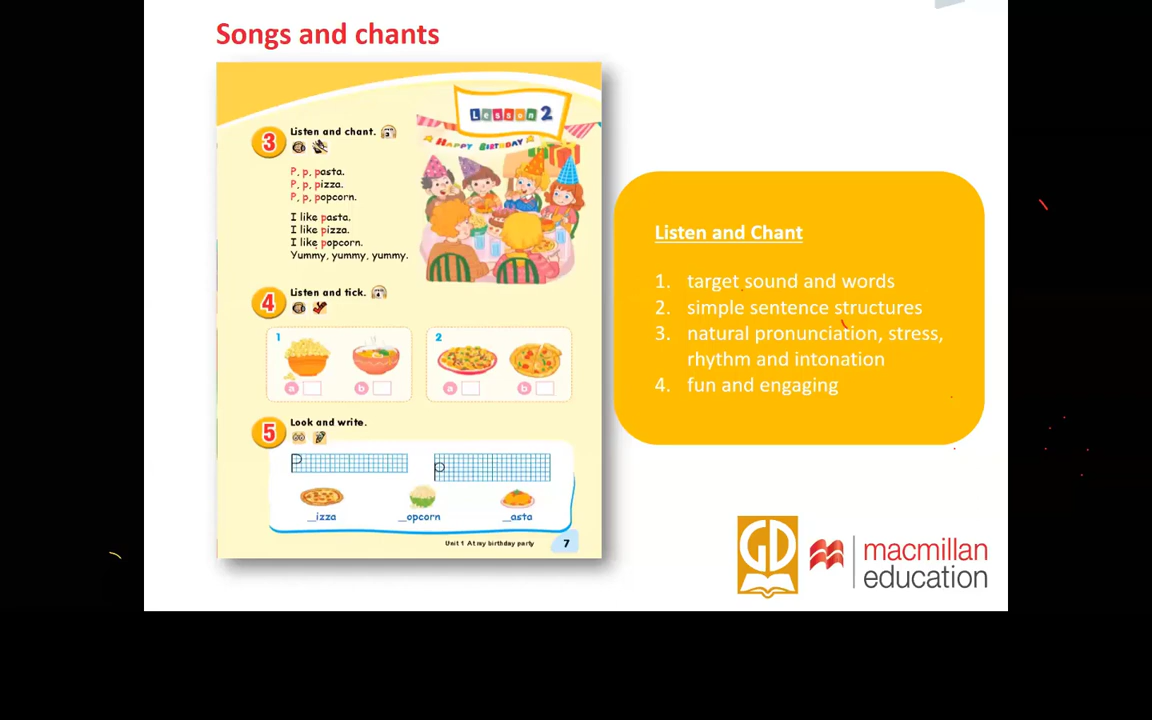 Songs and chants
Lesson 2
HAPPY BIRTHDAY
3
Listen and chant.
P, p, pasta.
P, p, pizza.
P, p, popcorn.
I like pasta.
I like pizza.
I like popcorn.
Yummy, yummy, yummy.
4
Listen and tick.
1
a
b
2
a
b
5
Look and write.
P
p
_izza
_opcorn
_asta
Unit 1 At my birthday party
7
Listen and Chant
1. target sound and words
2. simple sentence structures
3. natural pronunciation, stress,
rhythm and intonation
4. fun and engaging
GD
macmillan
education